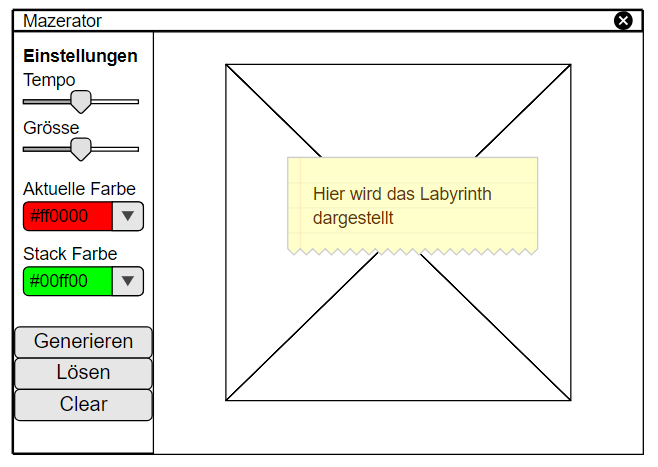 Mazerator
Einstellungen
Tempo
Grösse
Aktuelle Farbe
#ff0000
Stack Farbe
#00ff00
Generieren
Lösen
Clear
Hier wird das Labyrinth
dargestellt